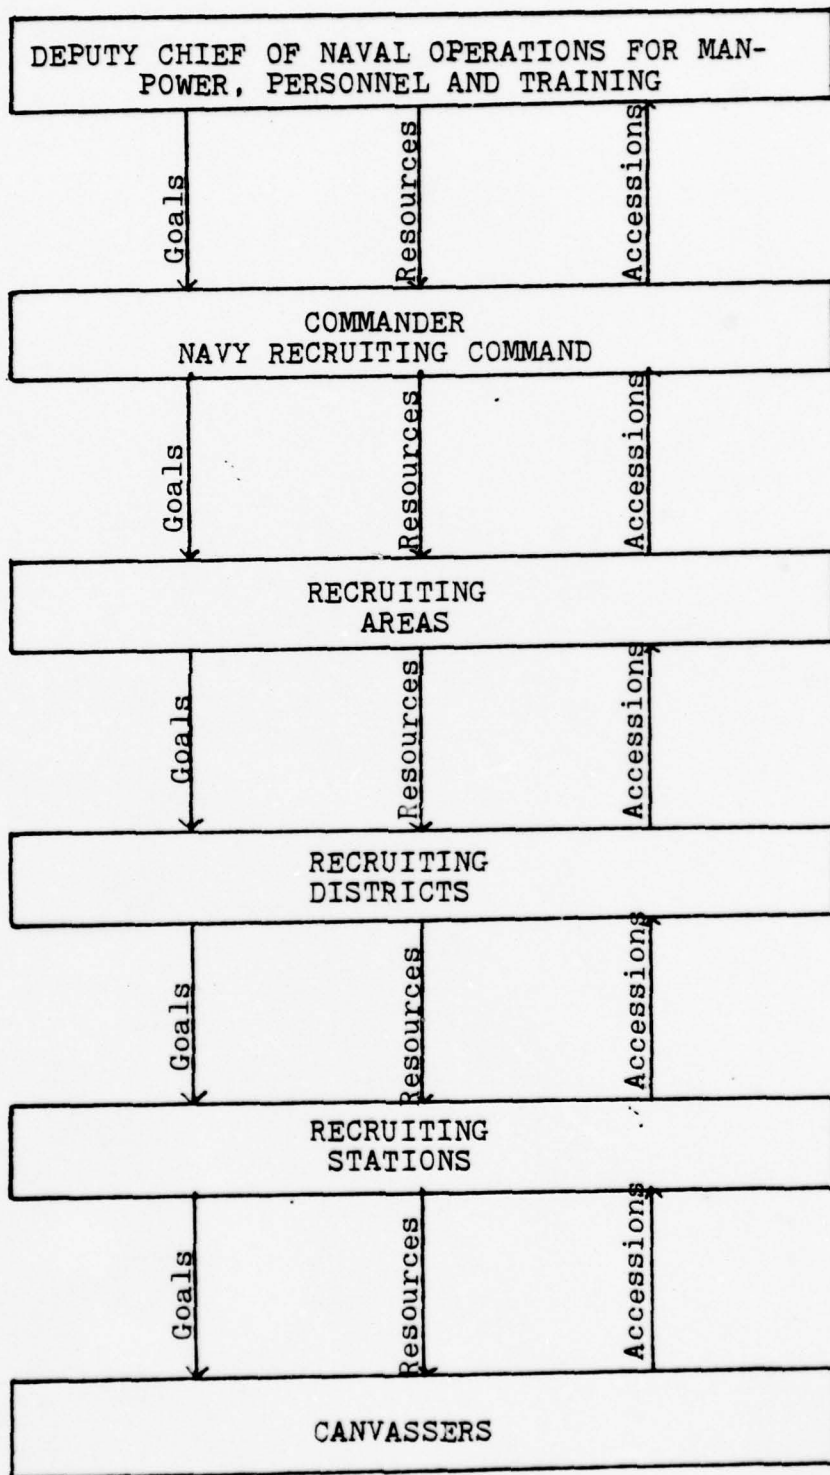 DEPUTY CHIEF OF NAVAL OPERATIONS FOR MAN-
POWER, PERSONNEL AND TRAINING
Goals
Resources
Accessions
COMMANDER
NAVY RECRUITING COMMAND
Goals
Resources
Accessions
RECRUITING
AREAS
Goals
Resources
Accessions
RECRUITING
DISTRICTS
Goals
Resources
Accessions
RECRUITING
STATIONS
Goals
Resources
Accessions
CANVASSERS